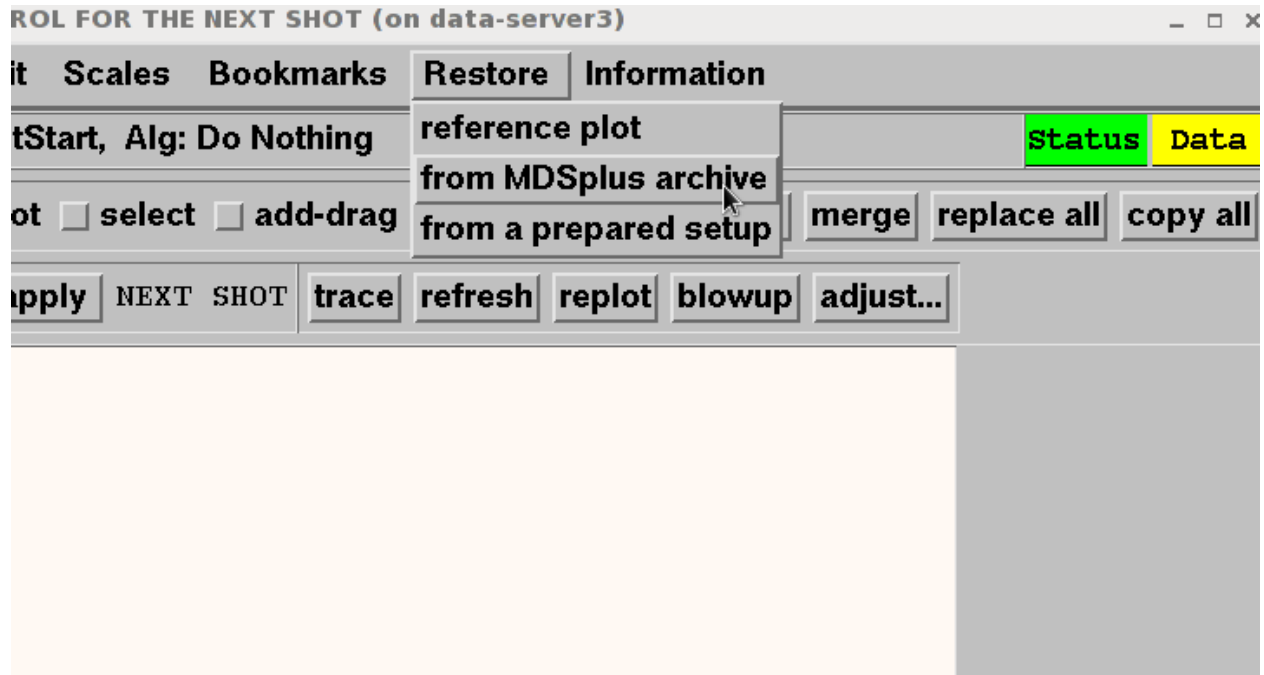 ROL FOR THE NEXT SHOT (on data-server3)
it Scales Bookmarks Restore Information
reference plot
from MDSplus archive
from a prepared setup
tStart, Alg: Do Nothing Status Data
ot select add-drag merge replace all copy all
apply NEXT SHOT trace refresh replot blowup adjust...